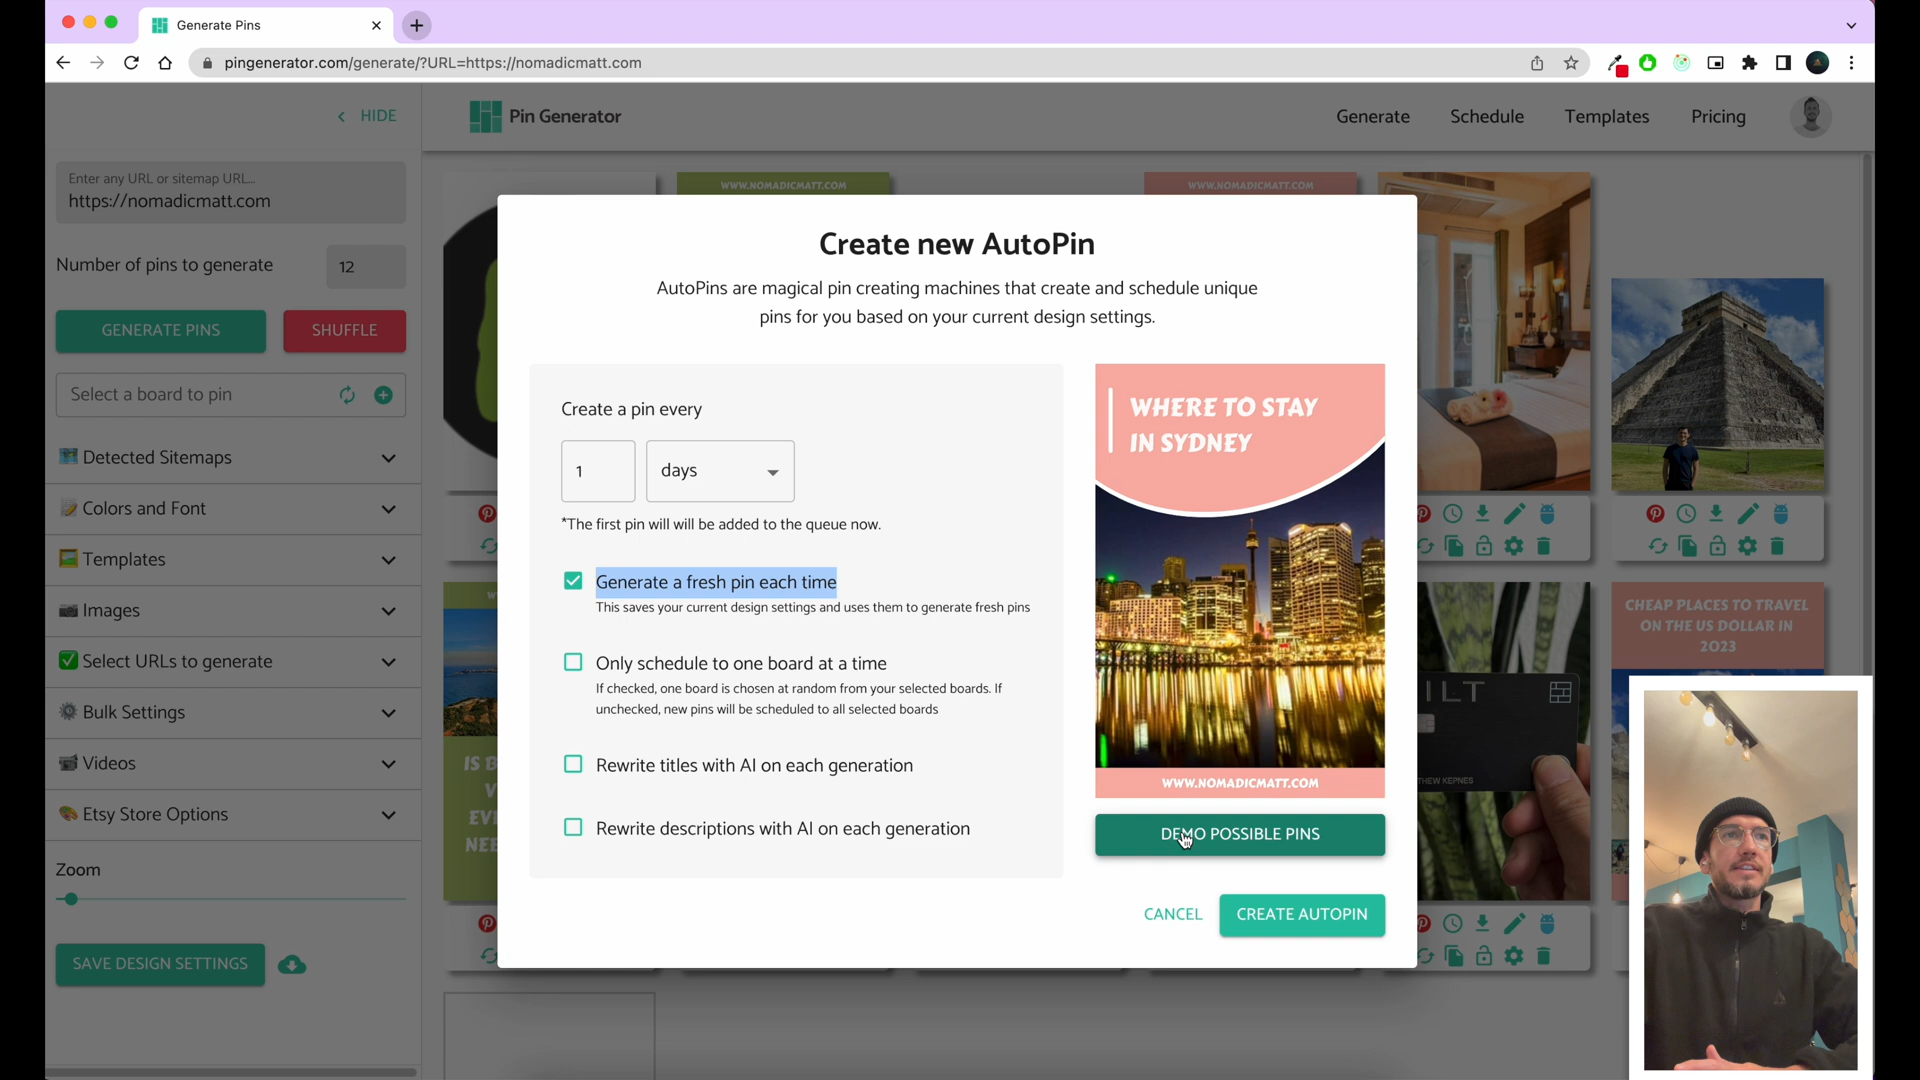 Generate Pins
pingenerator.com/generate/?URL=https://nomadicmatt.com
HIDE
Pin Generator
Generate
Schedule
Templates
Pricing
Enter any URL or sitemap URL...
https://nomadicmatt.com
Number of pins to generate
12
GENERATE PINS
SHUFFLE
Select a board to pin
Detected Sitemaps
Colors and Font
Templates
Images
Select URLs to generate
Bulk Settings
Videos
Etsy Store Options
Zoom
SAVE DESIGN SETTINGS
WWW.NOMADICMATT.COM
WWW.NOMADICMATT.COM
Create new AutoPin
AutoPins are magical pin creating machines that create and schedule unique
pins for you based on your current design settings.
Create a pin every
1
days
*The first pin will will be added to the queue now.
Generate a fresh pin each time
This saves your current design settings and uses them to generate fresh pins
Only schedule to one board at a time
If checked, one board is chosen at random from your selected boards. If
unchecked, new pins will be scheduled to all selected boards
Rewrite titles with AI on each generation
Rewrite descriptions with AI on each generation
WHERE TO STAY
IN SYDNEY
WWW.NOMADICMATT.COM
DEMO POSSIBLE PINS
CANCEL
CREATE AUTOPIN
IS B
V
EVE
NEE
CHEAP PLACES TO TRAVEL
ON THE US DOLLAR IN
2023
ILT
THEW KEPNES